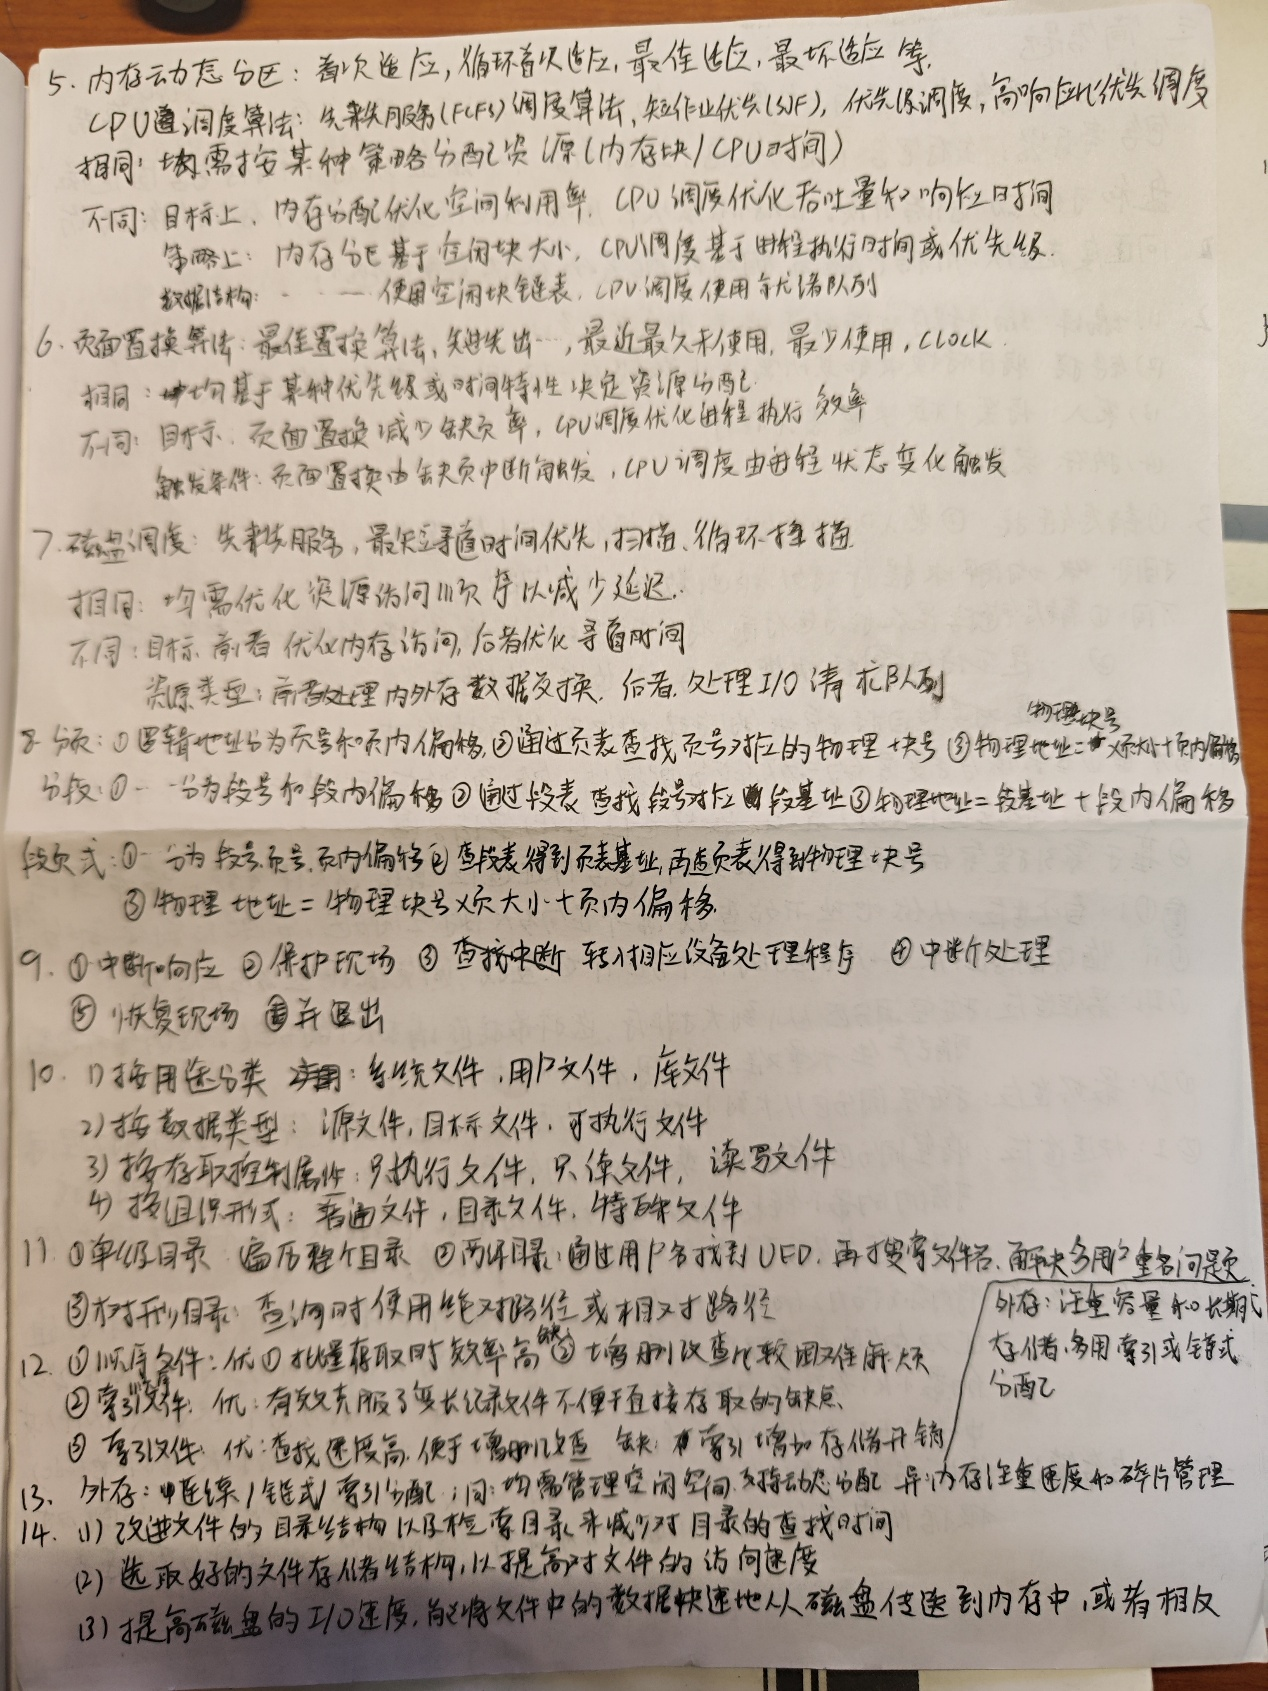 5. 内存动态分区：首次适应，循环首次适应，最佳适应，最坏适应等，
CPU调度算法：先来先服务(FCFS)调度算法、短作业优先(SJF)，优先级调度，高响应比优先调度
相同：均需按某种策略分配资源(内存块/CPU时间)
不同：目标上，内存分配优化空间利用率，CPU调度优化吞吐量和响应时间
策略上：内存分区基于空闲块大小，CPU调度基于进程执行时间或优先级.
数据结构：------使用空闲块链表，CPU调度使用就绪队列
6. 页面置换算法：最佳置换算法、先进先出…，最近最久未使用，最少使用，CLOCK
相同：均基于某种优先级或时间特性决定资源分配
不同：目标、页面置换减少缺页率，CPU调度优化进程执行效率
触发条件：页面置换由缺页中断触发，CPU调度由进程状态变化触发
7. 磁盘调度：先来先服务，最短寻道时间优先，扫描、循环扫描
相同：均需优化资源访问顺序以减少延迟.
不同：目标、前者优化内存访问，后者优化寻道时间
资源类型：前者处理内外存数据交换，后者处理I/O请求队列
8. 分页：①逻辑地址分为页号和页内偏移，②通过页表查找页号对应的物理块号 ③物理地址=物理块号×页大小+页内偏移
分段：①--分为段号和段内偏移②通过段表查找段号对应段基址③物理地址=段基址+段内偏移
段页式：①-分为段号，页号，页内偏移②查段表得到页表基址，再查页表得到物理块号
③物理地址=物理块号×页大小+页内偏移.
9. ①中断响应 ②保护现场 ③ 转入相应设备处理程序 ④中断处理
⑤恢复现场 并退出
10. 1)按用途分类：系统文件，用户文件，库文件
2)按数据类型：源文件，目标文件，可执行文件
3)按存取控制属性：只执行文件，只读文件，读写文件
4)按组织形式：普通文件，目录文件，特殊文件
11. ①单级目录 遍历整个目录 ②两级目录：通过用户名找到UFD，再搜索文件名，解决多用户重名问题
③树形目录：查询时使用绝对路径或相对路径
12. ①顺序文件：优①批量存取时效率高 缺②增删改查比较困难麻烦
②索引顺序文件：优：有效克服了变长记录文件不便于直接存取的缺点
③索引文件：优：查找速度高，便于增删改查 缺：索引增加存储开销
13. 外存：连续/链式/索引分配；同：均需管理空闲空间，支持动态分配 异：内存注重速度和碎片管理
外存：注重容量和长期式
存储，多用索引或链式
分配
14. (1)改进文件的目录结构以及检索目录来减少对目录的查找时间
(2)选取好的文件存储结构，以提高对文件的访问速度
(3)提高磁盘的I/O速度，能将文件中的数据快速地从磁盘传送到内存中，或者相反